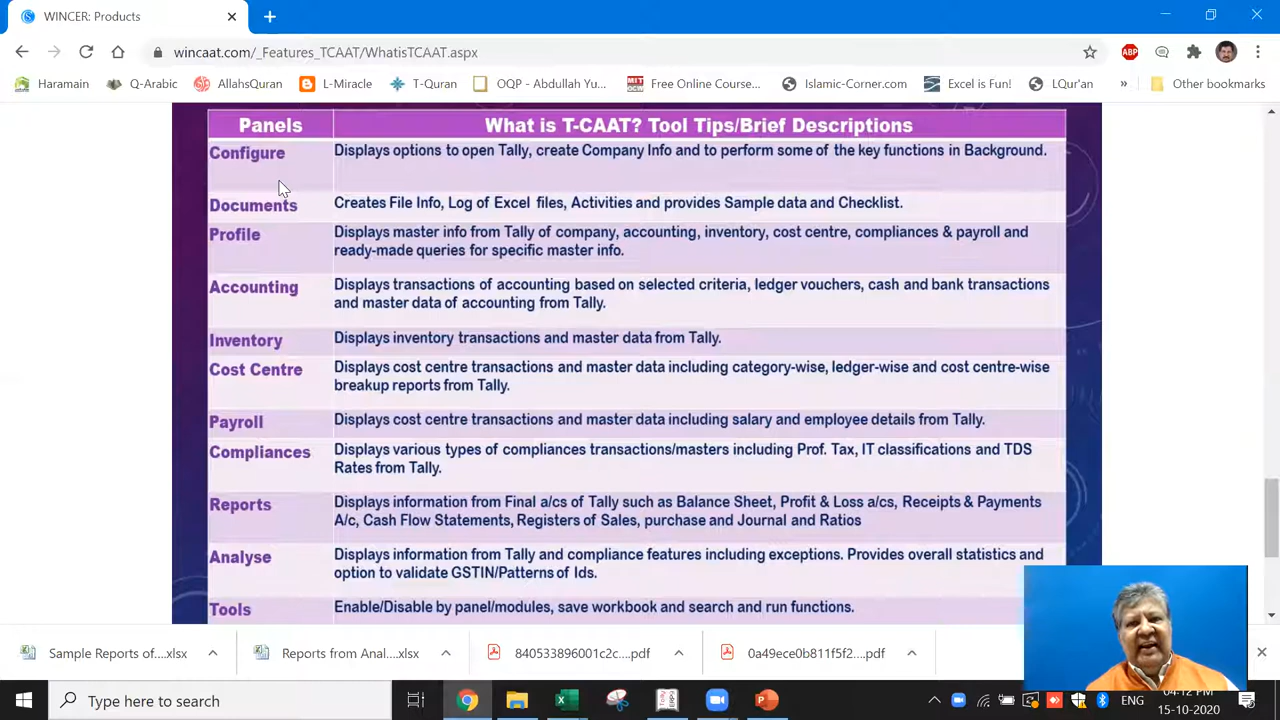 WINCER: Products
wincaat.com/_Features_TCAAT/WhatisTCAAT.aspx
ABP
Haramain
Q-Arabic
AllahsQuran
L-Miracle
T-Quran
OQP - Abdullah Yu...
Free Online Course...
Islamic-Corner.com
Excel is Fun!
LQur'an
»
Other bookmarks
Panels What is T-CAAT? Tool Tips/Brief Descriptions
Configure Displays options to open Tally, create Company Info and to perform some of the key functions in Background.
Documents Creates File Info, Log of Excel files, Activities and provides Sample data and Checklist.
Profile Displays master info from Tally of company, accounting, inventory, cost centre, compliances & payroll and
ready-made queries for specific master info.
Accounting Displays transactions of accounting based on selected criteria, ledger vouchers, cash and bank transactions
and master data of accounting from Tally.
Inventory Displays inventory transactions and master data from Tally.
Cost Centre Displays cost centre transactions and master data including category-wise, ledger-wise and cost centre-wise
breakup reports from Tally.
Payroll Displays cost centre transactions and master data including salary and employee details from Tally.
Compliances Displays various types of compliances transactions/masters including Prof. Tax, IT classifications and TDS
Rates from Tally.
Reports Displays information from Final a/cs of Tally such as Balance Sheet, Profit & Loss a/cs, Receipts & Payments
A/c, Cash Flow Statements, Registers of Sales, purchase and Journal and Ratios
Analyse Displays information from Tally and compliance features including exceptions. Provides overall statistics and
option to validate GSTIN/Patterns of Ids.
Tools Enable/Disable by panel/modules, save workbook and search and run functions.
Sample Reports of....xlsx
Reports from Anal....xlsx
840533896001c2c....pdf
0a49ece0b811f5f2....pdf
Type here to search
ENG
04:12 PM
15-10-2020